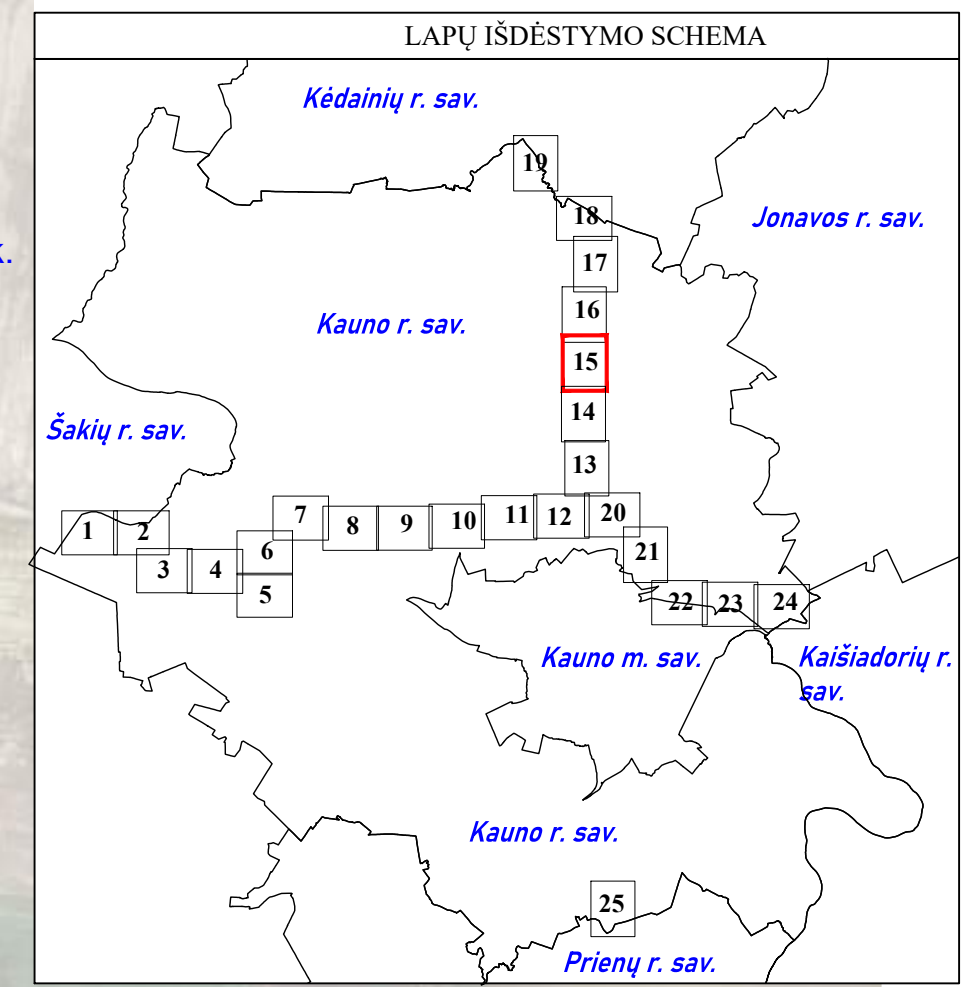 LAPŲ IŠDĖSTYMO SCHEMA
Kėdainių r. sav.
19
18
Jonavos r. sav.
K.
17
16
Kauno r. sav.
15
14
Šakių r. sav.
13
7
11
12
20
10
8
9
1
2
6
21
3
4
5
22
23
24
Kauno m. sav.
Kaišiadorių r.
sav.
Kauno r. sav.
25
Prienų r. sav.